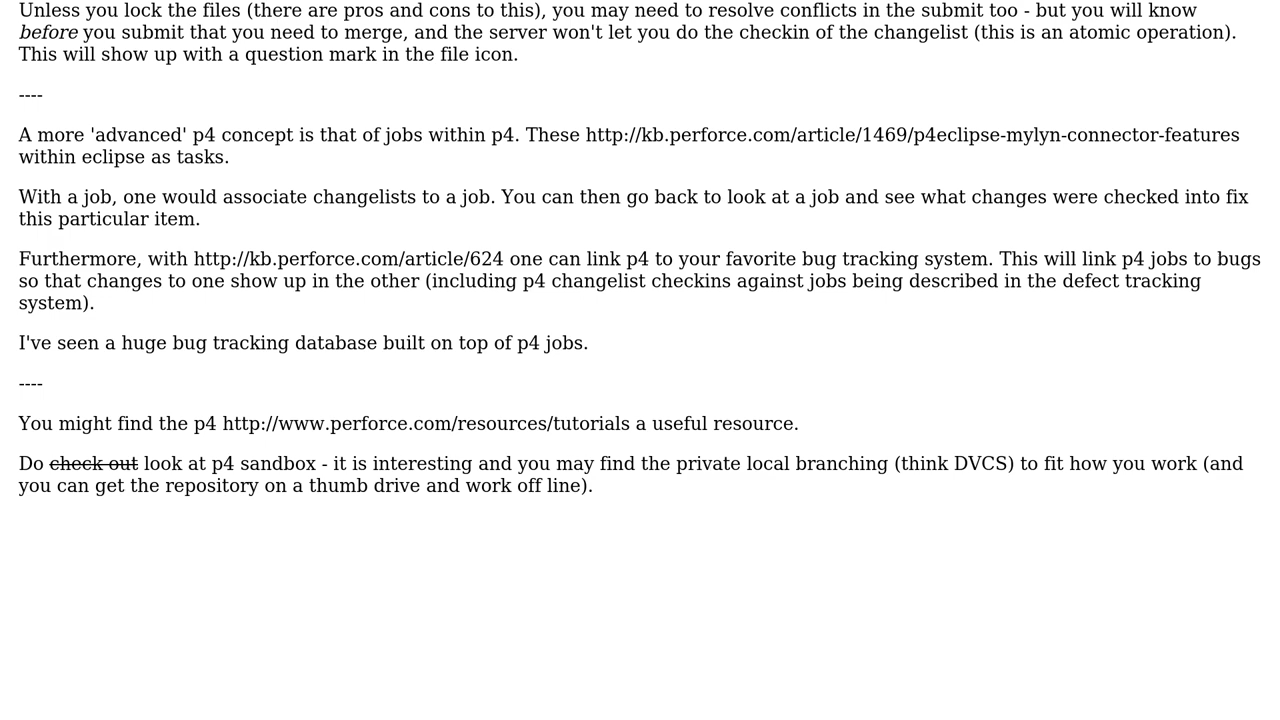 Unless you lock the files (there are pros and cons to this), you may need to resolve conflicts in the submit too - but you will know
before you submit that you need to merge, and the server won't let you do the checkin of the changelist (this is an atomic operation).
This will show up with a question mark in the file icon.
----
A more 'advanced' p4 concept is that of jobs within p4. These http://kb.perforce.com/article/1469/p4eclipse-mylyn-connector-features
within eclipse as tasks.
With a job, one would associate changelists to a job. You can then go back to look at a job and see what changes were checked into fix
this particular item.
Furthermore, with http://kb.perforce.com/article/624 one can link p4 to your favorite bug tracking system. This will link p4 jobs to bugs
so that changes to one show up in the other (including p4 changelist checkins against jobs being described in the defect tracking
system).
I've seen a huge bug tracking database built on top of p4 jobs.
----
You might find the p4 http://www.perforce.com/resources/tutorials a useful resource.
Do check out look at p4 sandbox - it is interesting and you may find the private local branching (think DVCS) to fit how you work (and
you can get the repository on a thumb drive and work off line).